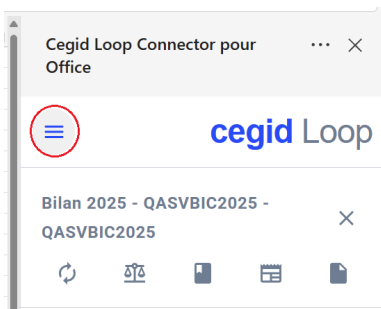 Cegid Loop Connector pour
Office
cegid Loop
Bilan 2025 - QASVBIC2025 -
QASVBIC2025